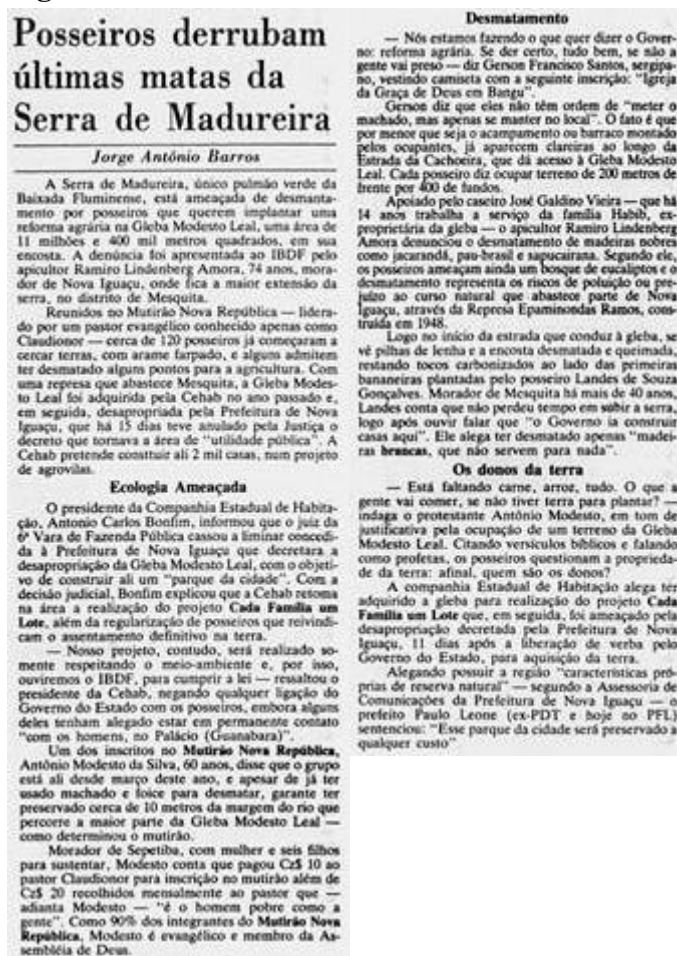 Posseiros derrubam
últimas matas da
Serra de Madureira
Jorge Antônio Barros
A Serra de Madureira, único pulmão verde da
Baixada Fluminense, está ameaçada de desmanta-
mento por posseiros que querem implantar uma
reforma agrária na Gleba Modesto Leal, uma área de
11 milhões e 400 mil metros quadrados, em sua
encosta. A denúncia foi apresentada ao IBDF pelo
apicultor Ramiro Lindenberg Amora, 74 anos, mora-
dor de Nova Iguaçu, onde fica a maior extensão da
serra, no distrito de Mesquita.
Reunidos no Mutirão Nova República — lidera-
do por um pastor evangélico conhecido apenas como
Claudionor — cerca de 120 posseiros já começaram a
cercar terras, com arame farpado, e alguns admitem
ter desmatado alguns pontos para a agricultura. Com
uma represa que abastece Mesquita, a Gleba Modes-
to Leal foi adquirida pela Cehab no ano passado e,
em seguida, desapropriada pela Prefeitura de Nova
Iguaçu, que há 15 dias teve anulado pela Justiça o
decreto que tornava a área de "utilidade pública". A
Cehab pretende constituir ali 2 mil casas, num projeto
de agrovilas.
Ecologia Ameaçada
O presidente da Companhia Estadual de Habita-
ção, Antonio Carlos Bonfim, informou que o juiz da
6ª Vara de Fazenda Pública cassou a liminar concedi-
da à Prefeitura de Nova Iguaçu que decretara a
desapropriação da Gleba Modesto Leal, com o objeti-
vo de construir ali um "parque da cidade". Com a
decisão judicial, Bonfim explicou que a Cehab retoma
na área a realização do projeto Cada Família um
Lote, além da regularização de posseiros que reivindi-
cam o assentamento definitivo na terra.
— Nosso projeto, contudo, será realizado so-
mente respeitando o meio-ambiente e, por isso,
ouviremos o IBDF, para cumprir a lei — ressaltou o
presidente da Cehab, negando qualquer ligação do
Governo do Estado com os posseiros, embora alguns
deles tenham alegado estar em permanente contato
"com os homens, no Palácio (Guanabara)".
Um dos inscritos no Mutirão Nova República,
Antônio Modesto da Silva, 60 anos, disse que o grupo
está ali desde março deste ano, e apesar de já ter
usado machado e foice para desmatar, garante ter
preservado cerca de 10 metros da margem do rio que
percorre a maior parte da Gleba Modesto Leal —
como determinou o mutirão.
Morador de Sepetiba, com mulher e seis filhos
para sustentar, Modesto conta que pagou Cz$ 10 ao
pastor Claudionor para inscrição no mutirão além de
Cz$ 20 recolhidos mensalmente ao pastor que —
adianta Modesto — "é o homem pobre como a
gente". Como 90% dos integrantes do Mutirão Nova
República, Modesto é evangélico e membro da As-
sembléia de Deus.
Desmatamento
— Nós estamos fazendo o que quer dizer o Gover-
no: reforma agrária. Se der certo, tudo bem, se não a
gente vai preso — diz Gerson Francisco Santos, sergipa-
no, vestindo camiseta com a seguinte inscrição: "Igreja
da Graça de Deus em Bangu".
Gerson diz que eles não têm ordem de "meter o
machado, mas apenas se manter no local". O fato é que
por menor que seja o acampamento ou barraco montado
pelos ocupantes, já aparecem clareiras ao longo da
Estrada da Cachoeira, que dá acesso à Gleba Modesto
Leal. Cada posseiro diz ocupar terreno de 200 metros de
frente por 400 de fundos.
Apoiado pelo caseiro José Galdino Vieira — que há
14 anos trabalha a serviço da família Habib, ex-
proprietária da gleba — o apicultor Ramiro Lindenberg
Amora denunciou o desmatamento de madeiras nobres
como jacarandá, pau-brasil e sapucairana. Segundo ele,
os posseiros ameaçam ainda um bosque de eucaliptos e o
desmatamento representa os riscos de poluição ou pre-
juízo ao curso natural que abastece parte de Nova
Iguaçu, através da Represa Epaminondas Ramos, cons-
truída em 1948.
Logo no início da estrada que conduz à gleba, se
vê pilhas de lenha e a encosta desmatada e queimada,
restando tocos carbonizados ao lado das primeiras
bananeiras plantadas pelo posseiro Landes de Souza
Gonçalves. Morador de Mesquita há mais de 40 anos,
Landes conta que não perdeu tempo em subir a serra,
logo após ouvir falar que "o Governo ia construir
casas aqui". Ele alega ter desmatado apenas "madei-
ras brancas, que não servem para nada".
Os donos da terra
— Está faltando carne, arroz, tudo. O que a
gente vai comer, se não tiver terra para plantar? —
indaga o protestante Antônio Modesto, em tom de
justificativa pela ocupação de um terreno da Gleba
Modesto Leal. Citando versículos bíblicos e falando
como profetas, os posseiros questionam a proprieda-
de da terra: afinal, quem são os donos?
A companhia Estadual de Habitação alega ter
adquirido a gleba para realização do projeto Cada
Família um Lote que, em seguida, foi ameaçado pela
desapropriação decretada pela Prefeitura de Nova
Iguaçu, 11 dias após a liberação de verba pelo
Governo do Estado, para aquisição da terra.
Alegando possuir a região "características pró-
prias de reserva natural" — segundo a Assessoria de
Comunicações da Prefeitura de Nova Iguaçu — o
prefeito Paulo Leone (ex-PDT e hoje no PFL)
sentenciou: "Esse parque da cidade será preservado a
qualquer custo"